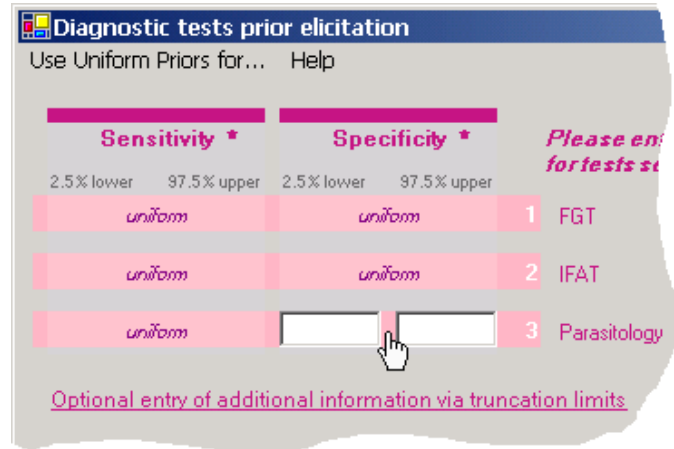 Diagnostic tests prior elicitation
Use Uniform Priors for... Help
Sensitivity * Specificity * Please
for tests
2.5% lower 97.5% upper 2.5% lower 97.5% upper
uniform uniform 1 FGT
uniform uniform 2 IFAT
uniform 3 Parasitology
Optional entry of additional information via truncation limits